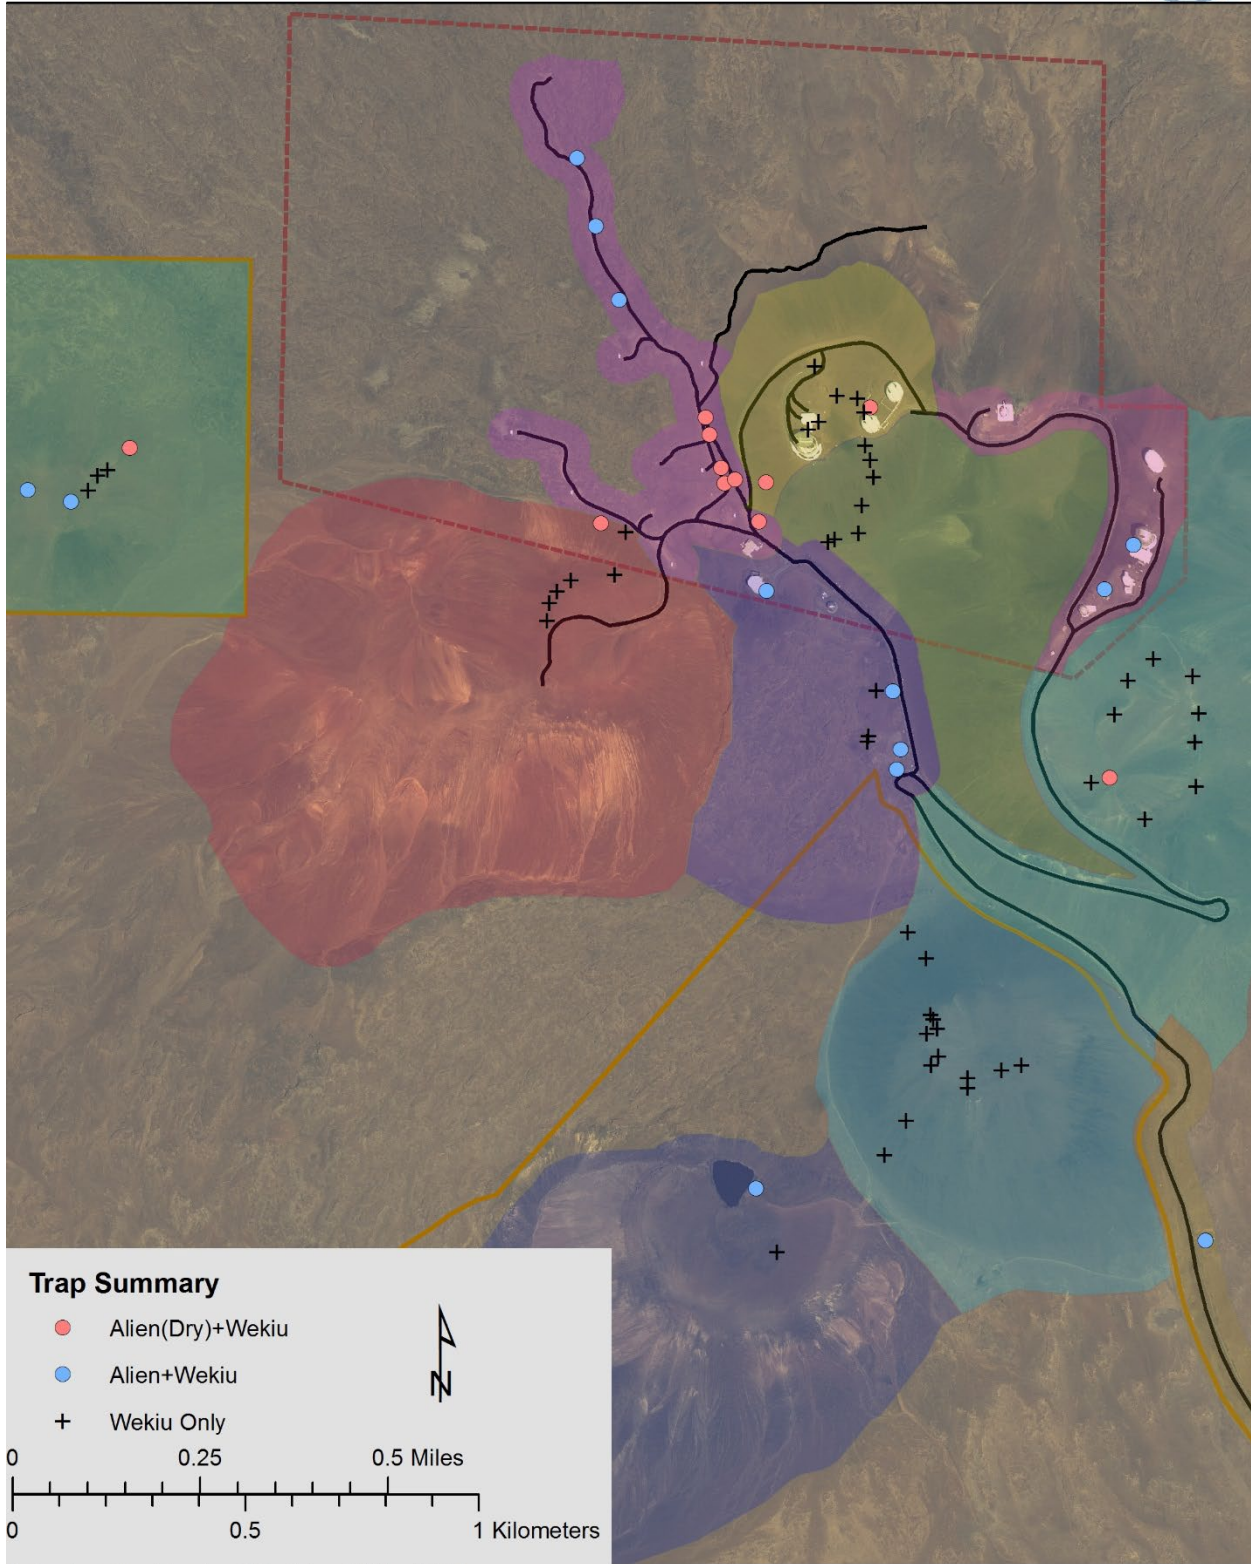 Trap Summary
Alien(Dry)+Wekiu
Alien+Wekiu
Wekiu Only
N
0 0.25 0.5 Miles
0 0.5 1 Kilometers